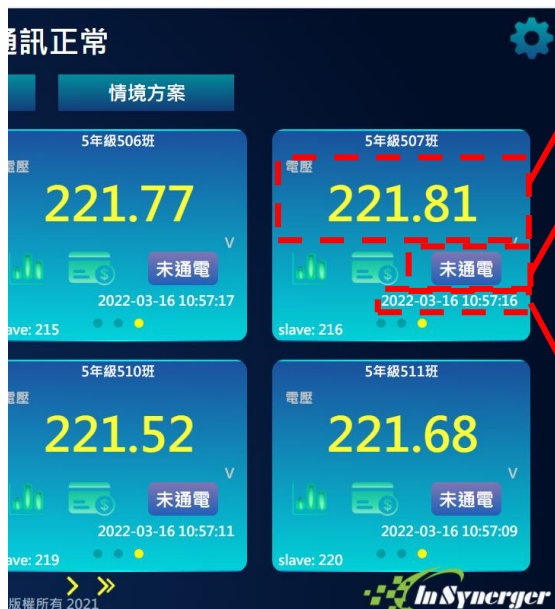 通訊正常
情境方案
5年級506班
電壓
221.77
V
未通電
2022-03-16 10:57:17
slave: 215
5年級507班
電壓
221.81
V
未通電
2022-03-16 10:57:16
slave: 216
5年級510班
電壓
221.52
V
未通電
2022-03-16 10:57:11
slave: 219
5年級511班
電壓
221.68
V
未通電
2022-03-16 10:57:09
slave: 220
版權所有 2021
InSynerger